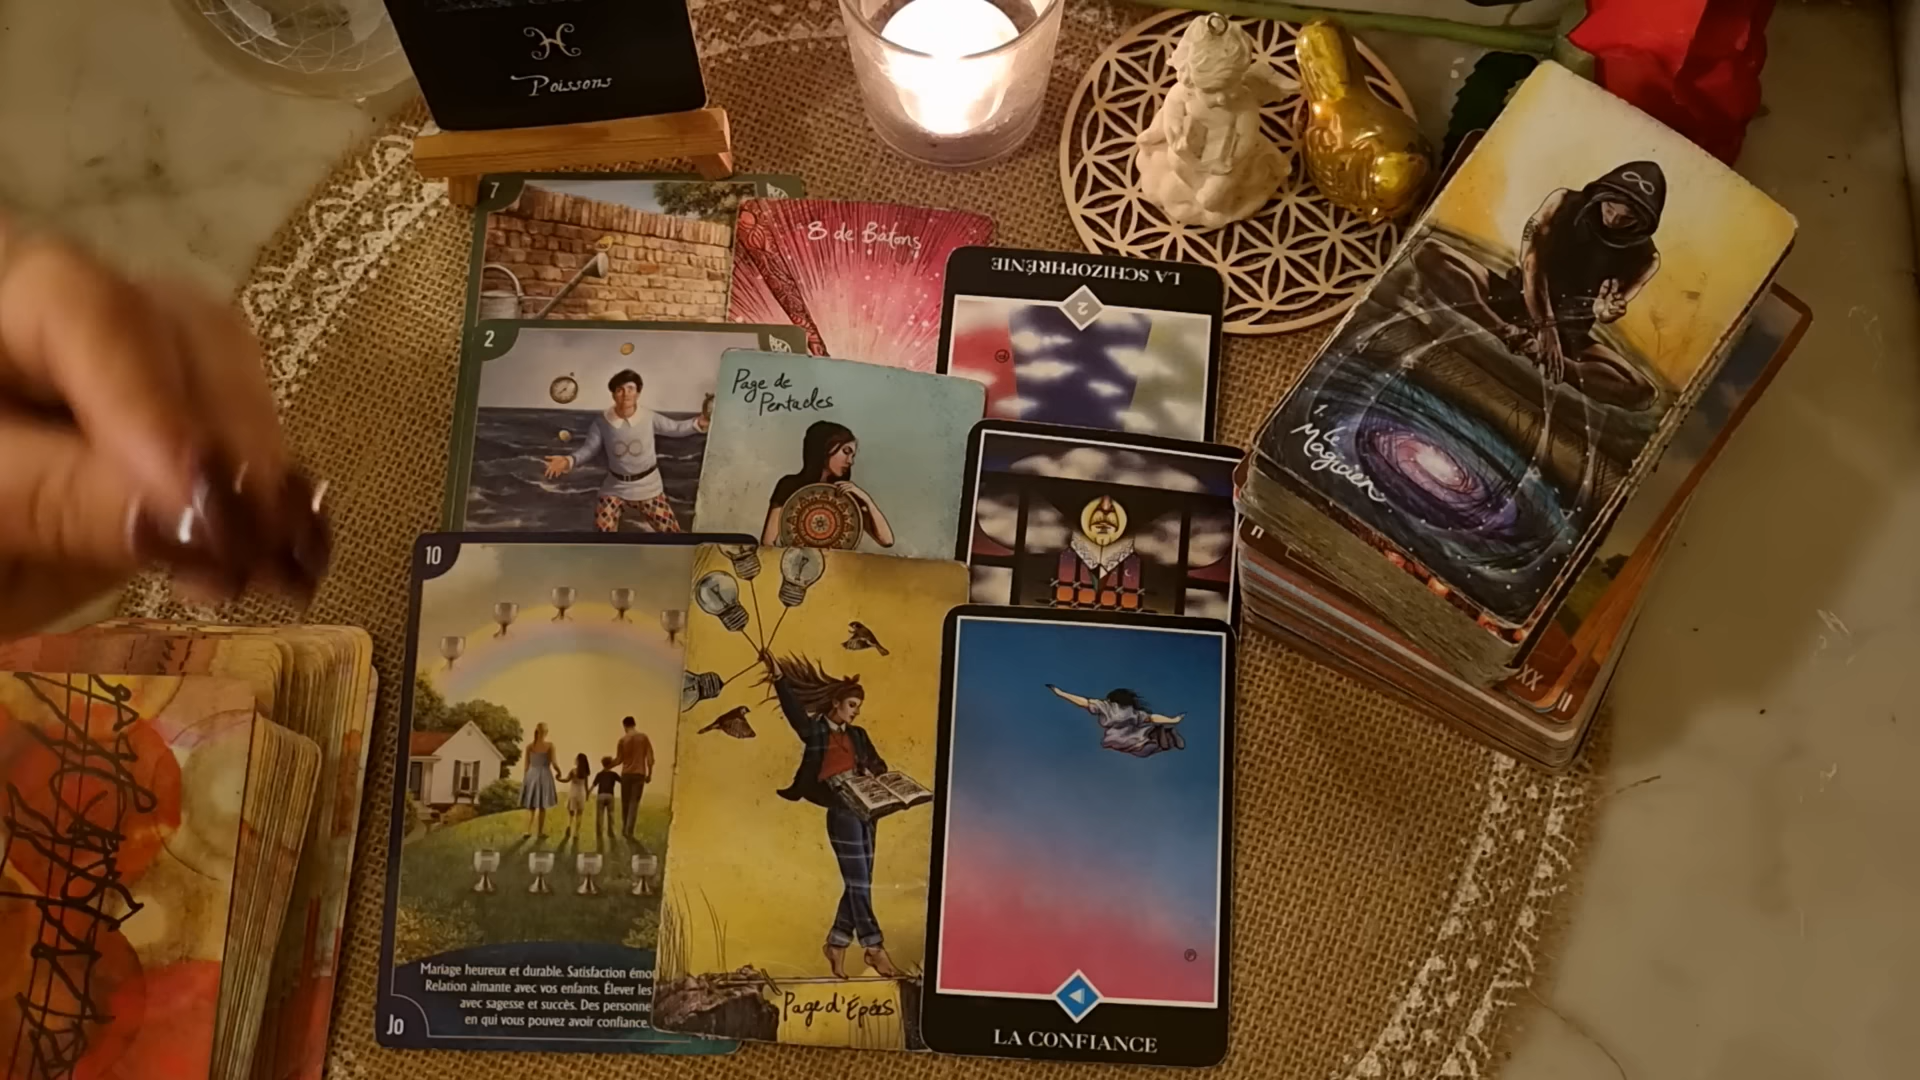 Poissons
7
8 de Bâtons
LA SCHIZOPHRÉNIE
2
2
Page de
Pentacles
1.
Le
Magicien
10
XX
II
Mariage heureux et durable. Satisfaction émo
Relation aimante avec vos enfants. Élever les
avec sagesse et succès. Des personne
en qui vous pouvez avoir confiance.
Jo
Page d'Épées
LA CONFIANCE